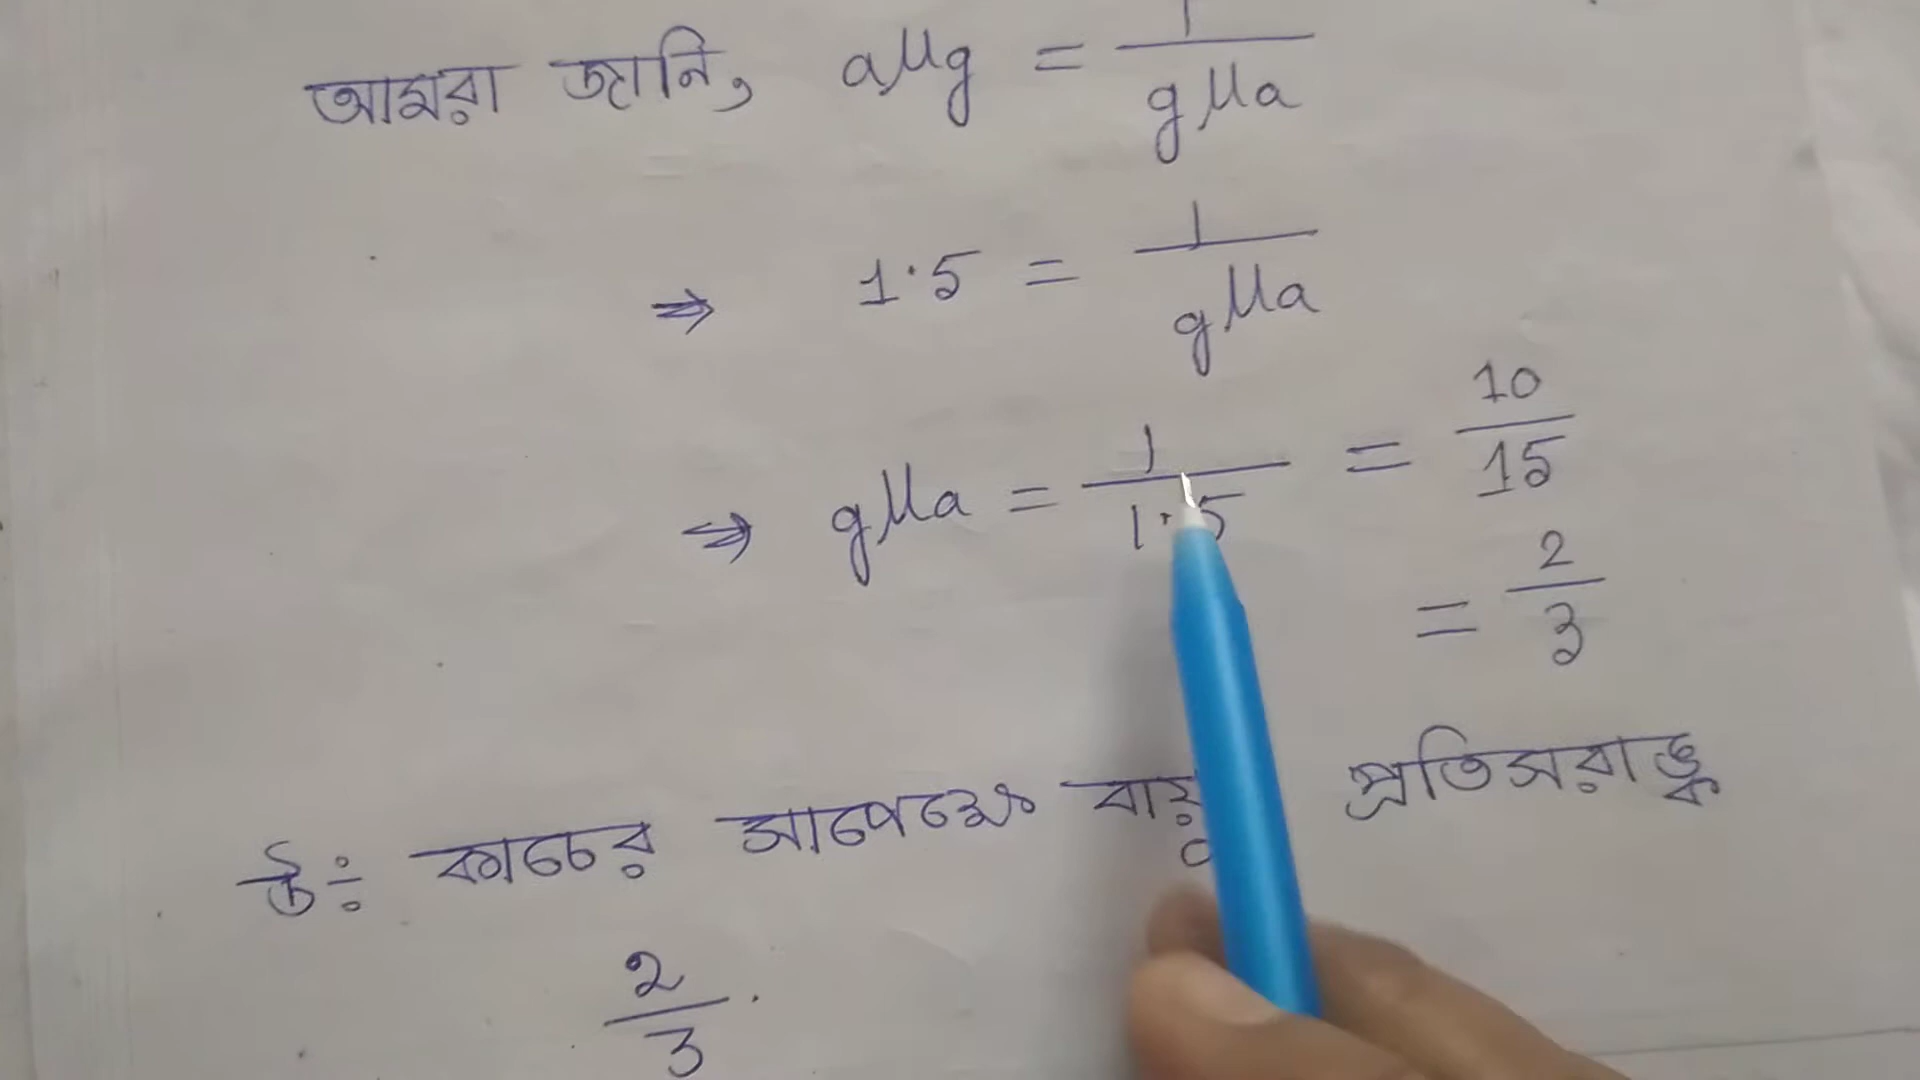 আমরা জানি, aμg = 1/gμa
⇒ 1·5 = 1/gμa
⇒ gμa = 1/1·5 = 10/15
= 2/3
উঃ কাচের সাপেক্ষে প্রতিসরাঙ্ক
২/3.